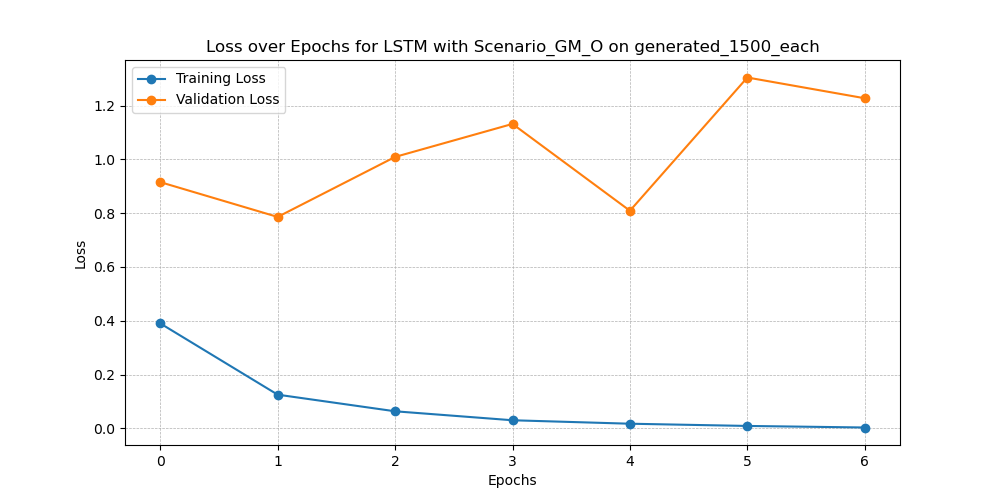 Loss over Epochs for LSTM with Scenario_GM_O on generated_1500_each
Training Loss
Validation Loss
1.2
1.0
0.8
0.6
0.4
0.2
0.0
Loss
0 1 2 3 4 5 6
Epochs